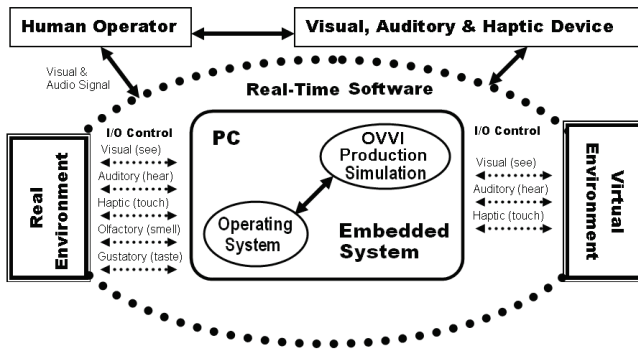 Human Operator
Visual, Auditory & Haptic Device
Visual &
Audio Signal
Real-Time Software
I/O Control
Visual (see)
Auditory (hear)
Haptic (touch)
Olfactory (smell)
Gustatory (taste)
Real
Environment
PC
OVVI
Production
Simulation
Operating
System
Embedded
System
I/O Control
Visual (see)
Auditory (hear)
Haptic (touch)
Virtual
Environment